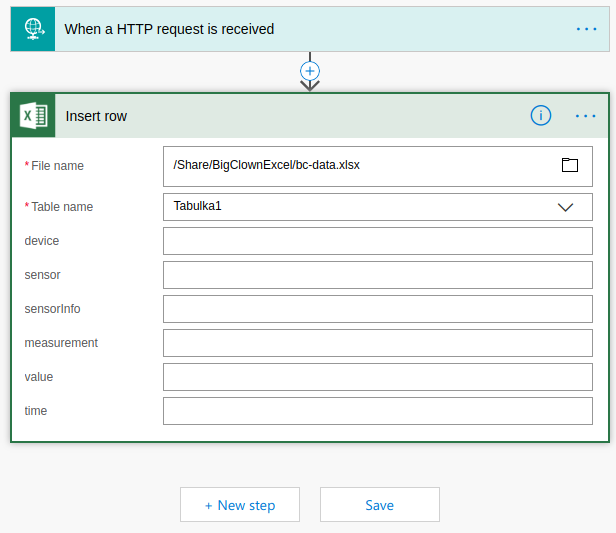 When a HTTP request is received
Insert row
* File name
/Share/BigClownExcel/bc-data.xlsx
* Table name
Tabulka1
device
sensor
sensorInfo
measurement
value
time
+ New step
Save